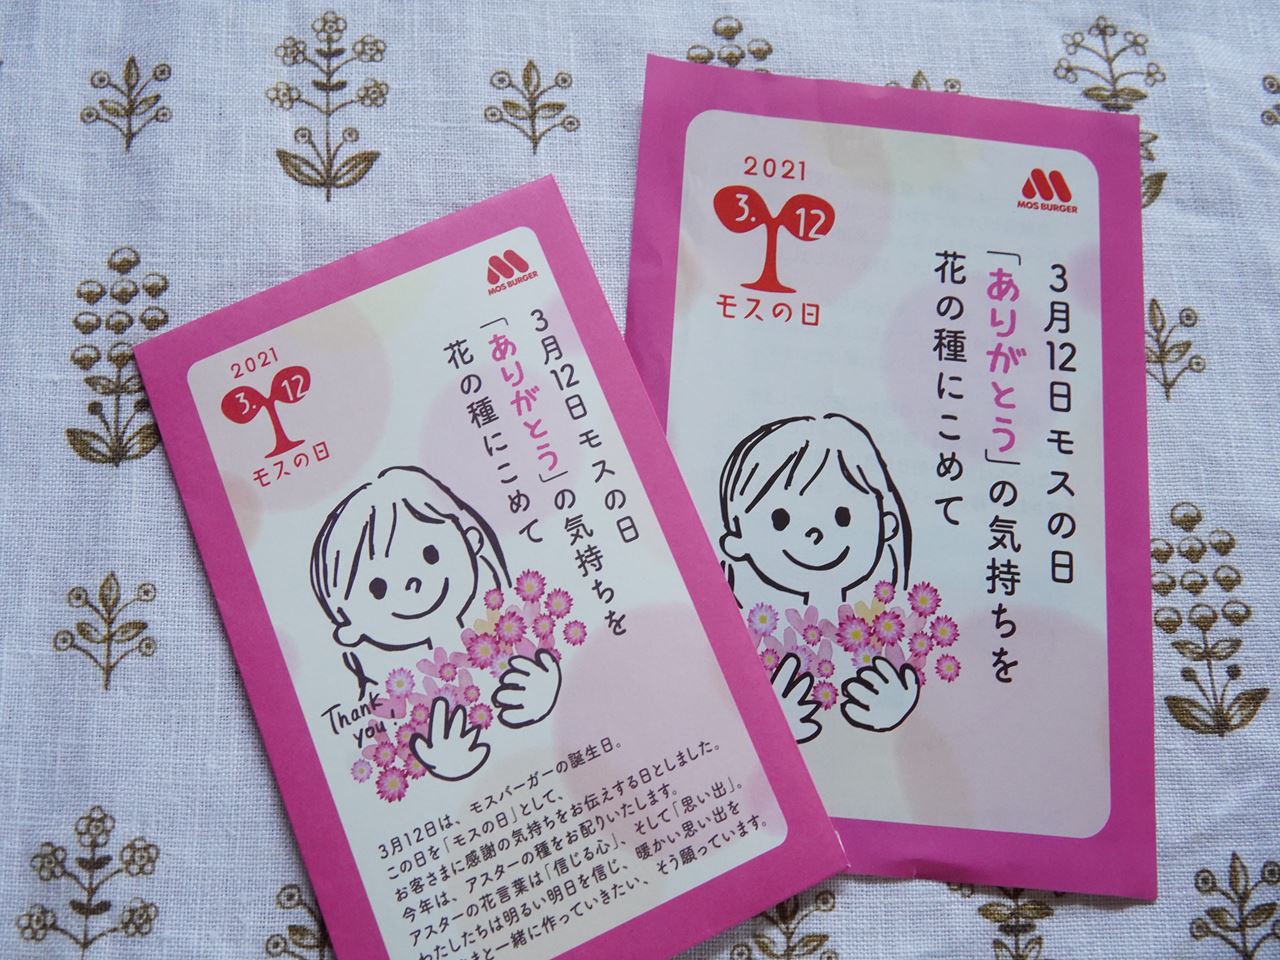 2021
3.12
モスの日
MOS BURGER
3月12日 モスの日
「ありがとう」の気持ちを
花の種にこめて
Thank
you!
3月12日は、モスバーガーの誕生日。
この日を「モスの日」として、
お客さまに感謝の気持ちをお伝えする日としました。
今年は、アスターの種をお配りいたします。
アスターの花言葉は「信じる心」、そして「思い出」。
わたしたちは明るい明日を信じ、暖かい思い出を
まと一緒に作っていきたい、そう願っています。
2021
3.12
モスの日
MOS BURGER
3月12日 モスの日
「ありがとう」の気持ちを
花の種にこめて